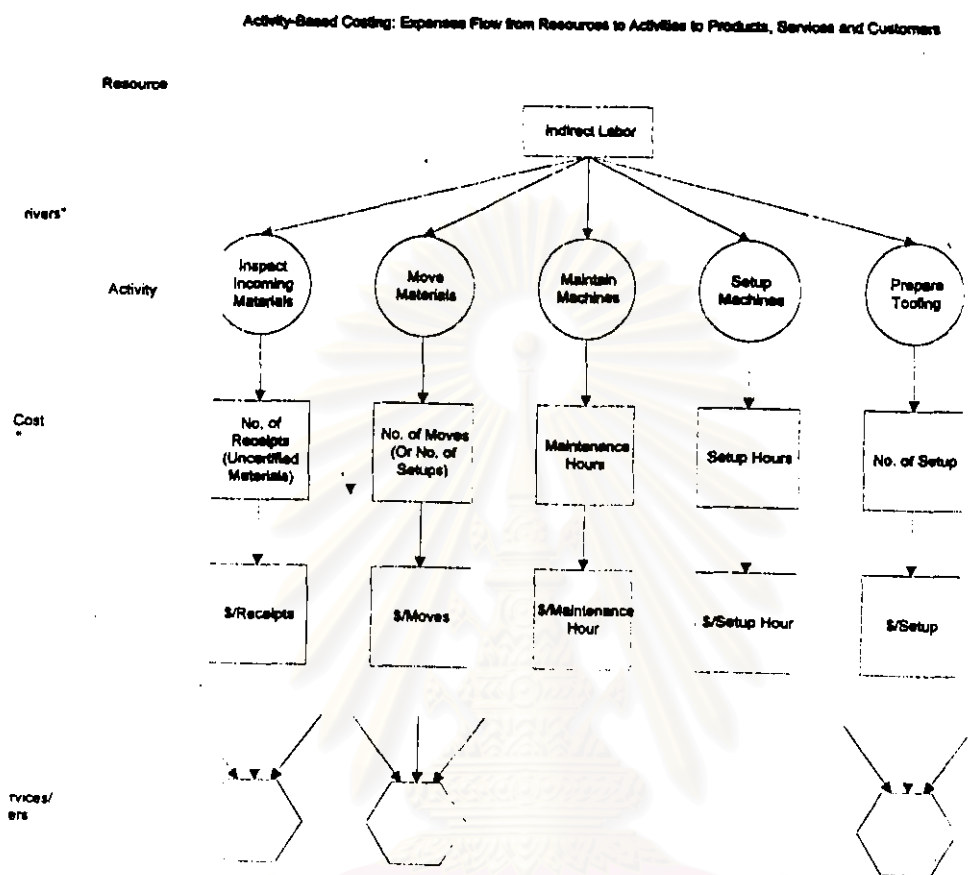 Activity-Based Costing: Expenses Flow from Resources to Activities to Products, Services and Customers
Resource
Indirect Labor
rivers"
Activity
Inspect
Incoming
Materials
Move
Materials
Maintain
Machines
Setup
Machines
Prepare
Tooling
Cost
"
No. of
Receipts
(Uncertified
Materials)
No. of Moves
(Or No. of
Setups)
Maintenance
Hours
Setup Hours
No. of Setup
$/Receipts
$/Moves
$/Maintenance
Hour
$/Setup Hour
$/Setup
rvices/
ers